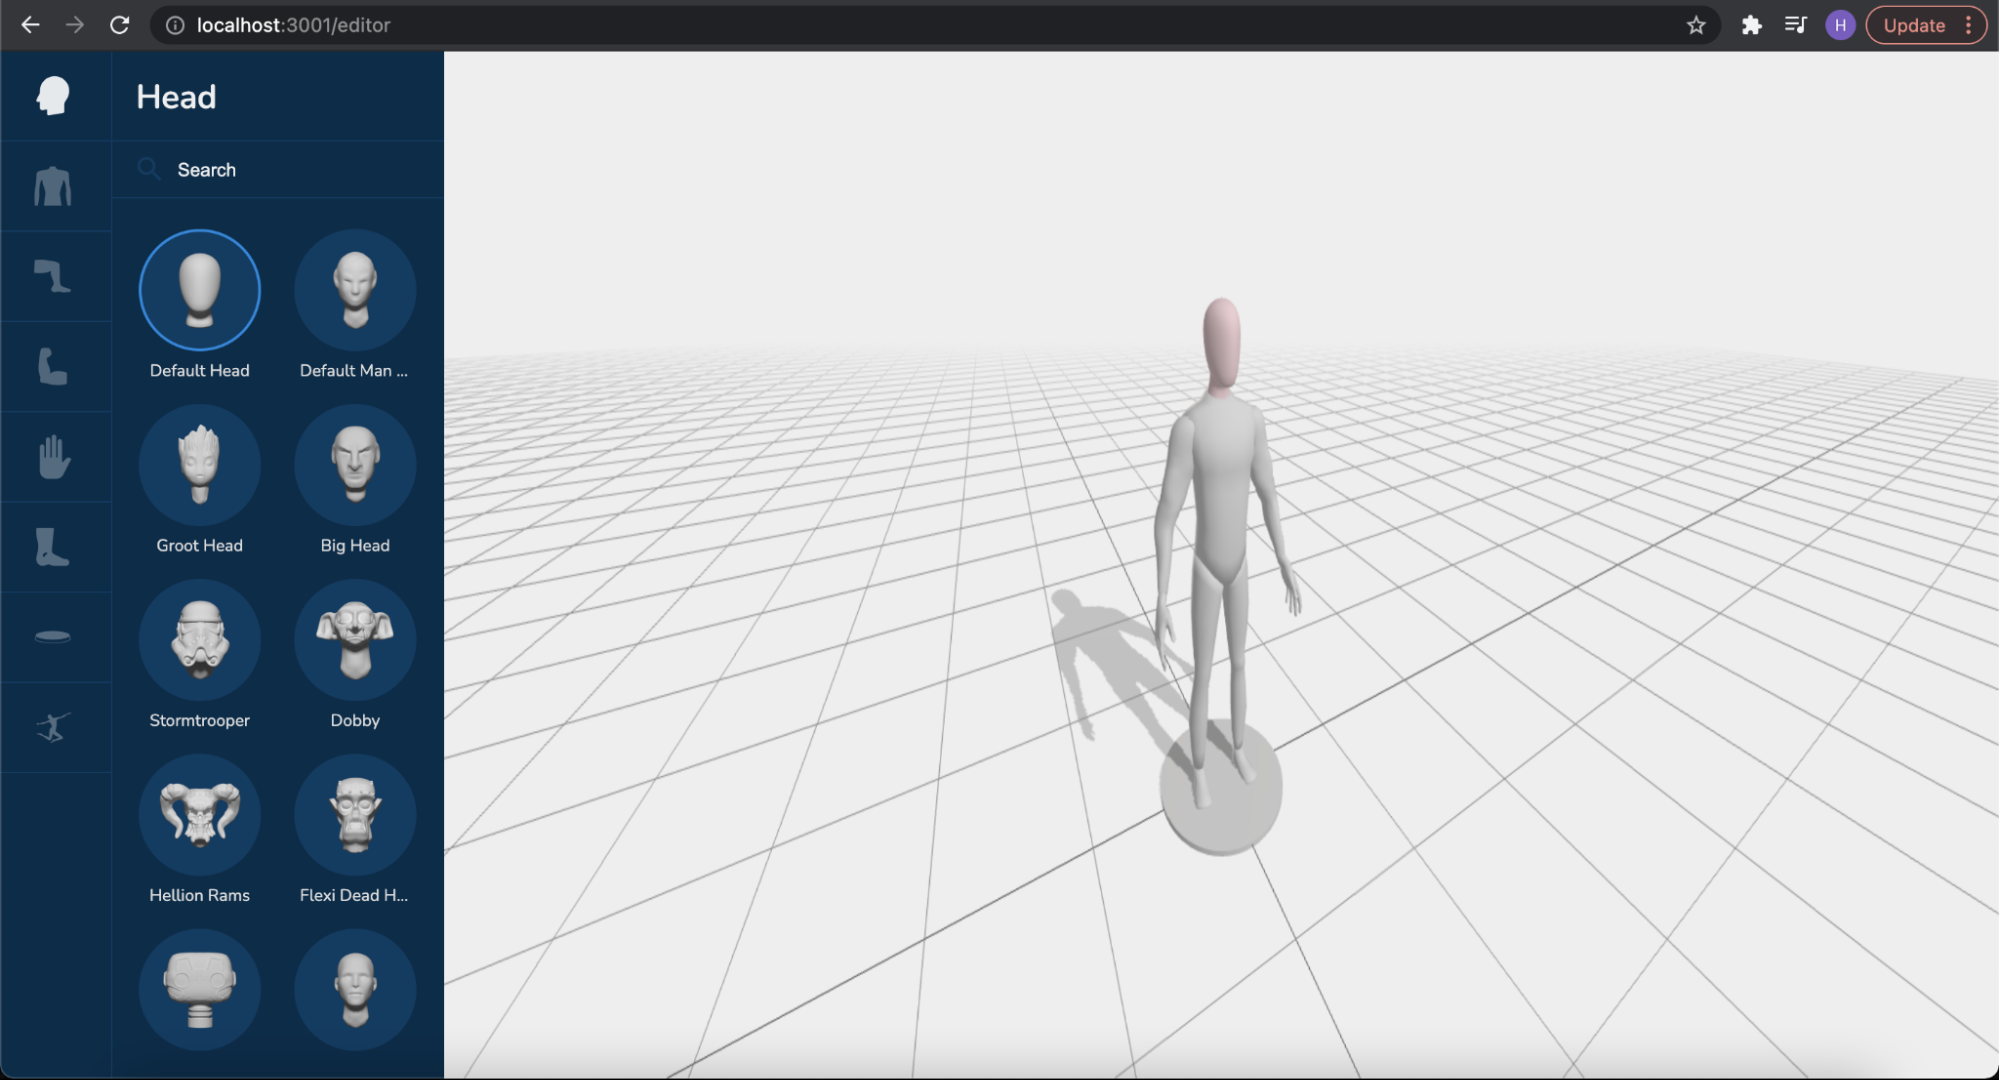 localhost:3001/editor
H
Update
Head
Search
Default Head
Default Man ...
Groot Head
Big Head
Stormtrooper
Dobby
Hellion Rams
Flexi Dead H...